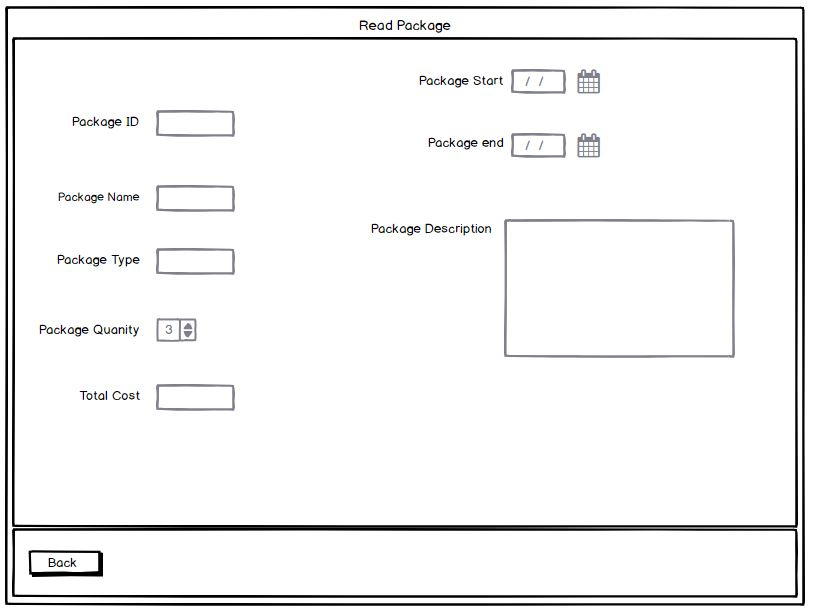 Read Package
Package Start / /
Package ID
Package end / /
Package Name
Package Description
Package Type
Package Quanity 3
Total Cost
Back